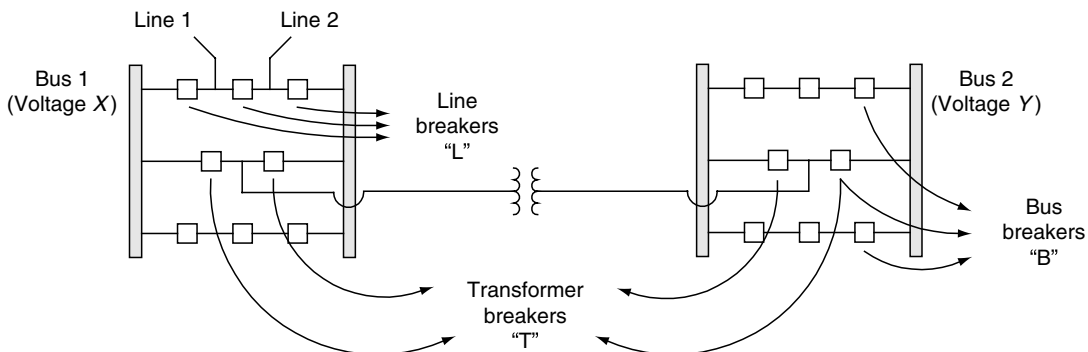 Line 1
Line 2
Bus 1
(Voltage X)
Line
breakers
"L"
Bus 2
(Voltage Y)
Bus
breakers
"B"
Transformer
breakers
"T"